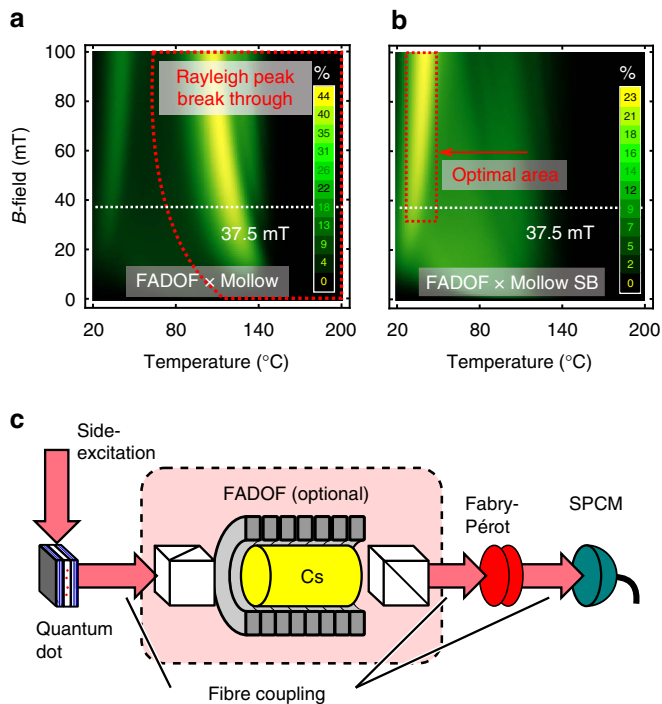 a
100
80
60
40
20
0
B-field (mT)
Rayleigh peak
break through
%
44
40
35
31
26
22
18
13
9
4
0
37.5 mT
FADOF × Mollow
20
80
140
200
Temperature (°C)
b
%
23
21
18
16
14
12
9
7
5
2
0
Optimal area
37.5 mT
FADOF × Mollow SB
20
80
140
200
Temperature (°C)
c
Side-
excitation
FADOF (optional)
Fabry-
Pérot
SPCM
Cs
Quantum
dot
Fibre coupling